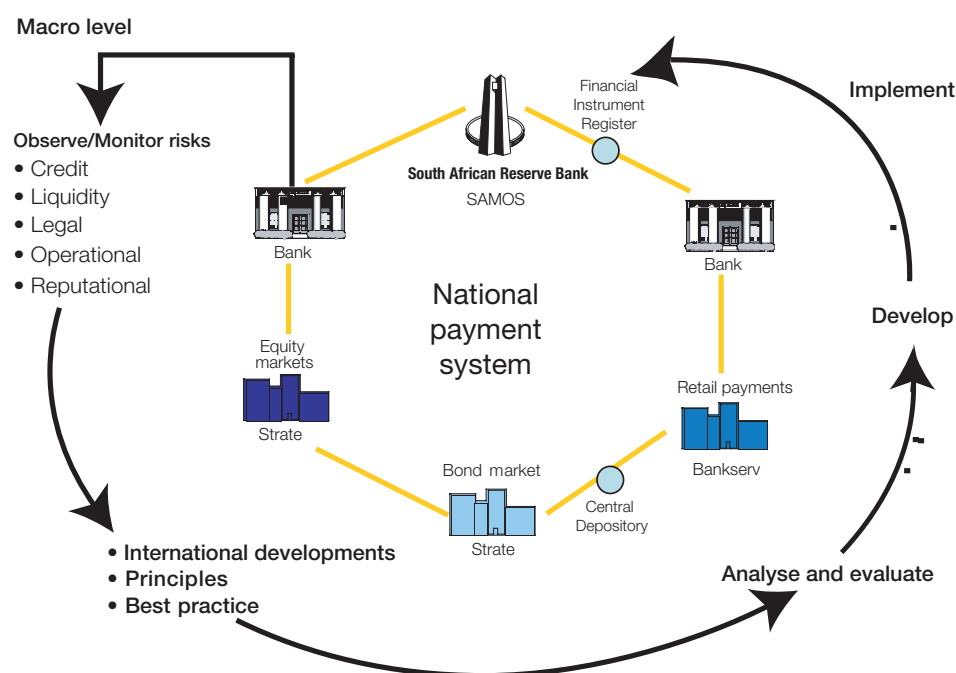 Macro level
Financial
Instrument
Register
Implement
Observe/Monitor risks
• Credit
• Liquidity
• Legal
• Operational
• Reputational
South African Reserve Bank
SAMOS
Bank
Bank
National
payment
system
Develop
Equity
markets
Strate
Retail payments
Bankserv
Bond market
Strate
Central
Depository
• International developments
• Principles
• Best practice
Analyse and evaluate